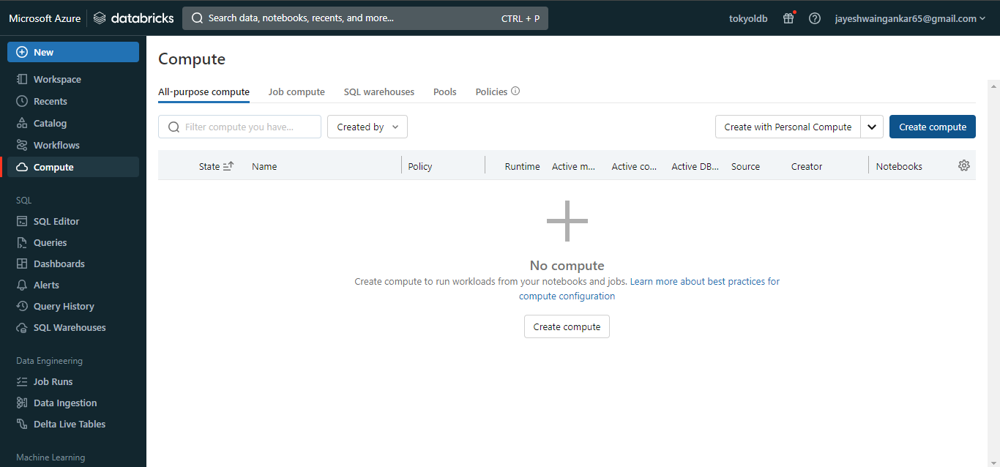 Microsoft Azure databricks Search data, notebooks, recents, and more... CTRL + P tokyoldb jayeshwaingankar65@gmail.com
New
Workspace
Recents
Catalog
Workflows
Compute
SQL
SQL Editor
Queries
Dashboards
Alerts
Query History
SQL Warehouses
Data Engineering
Job Runs
Data Ingestion
Delta Live Tables
Machine Learning
Compute
All-purpose compute Job compute SQL warehouses Pools Policies
Filter compute you have... Created by Create with Personal Compute Create compute
State Name Policy Runtime Active m... Active co... Active DB... Source Creator Notebooks
No compute
Create compute to run workloads from your notebooks and jobs. Learn more about best practices for
compute configuration
Create compute